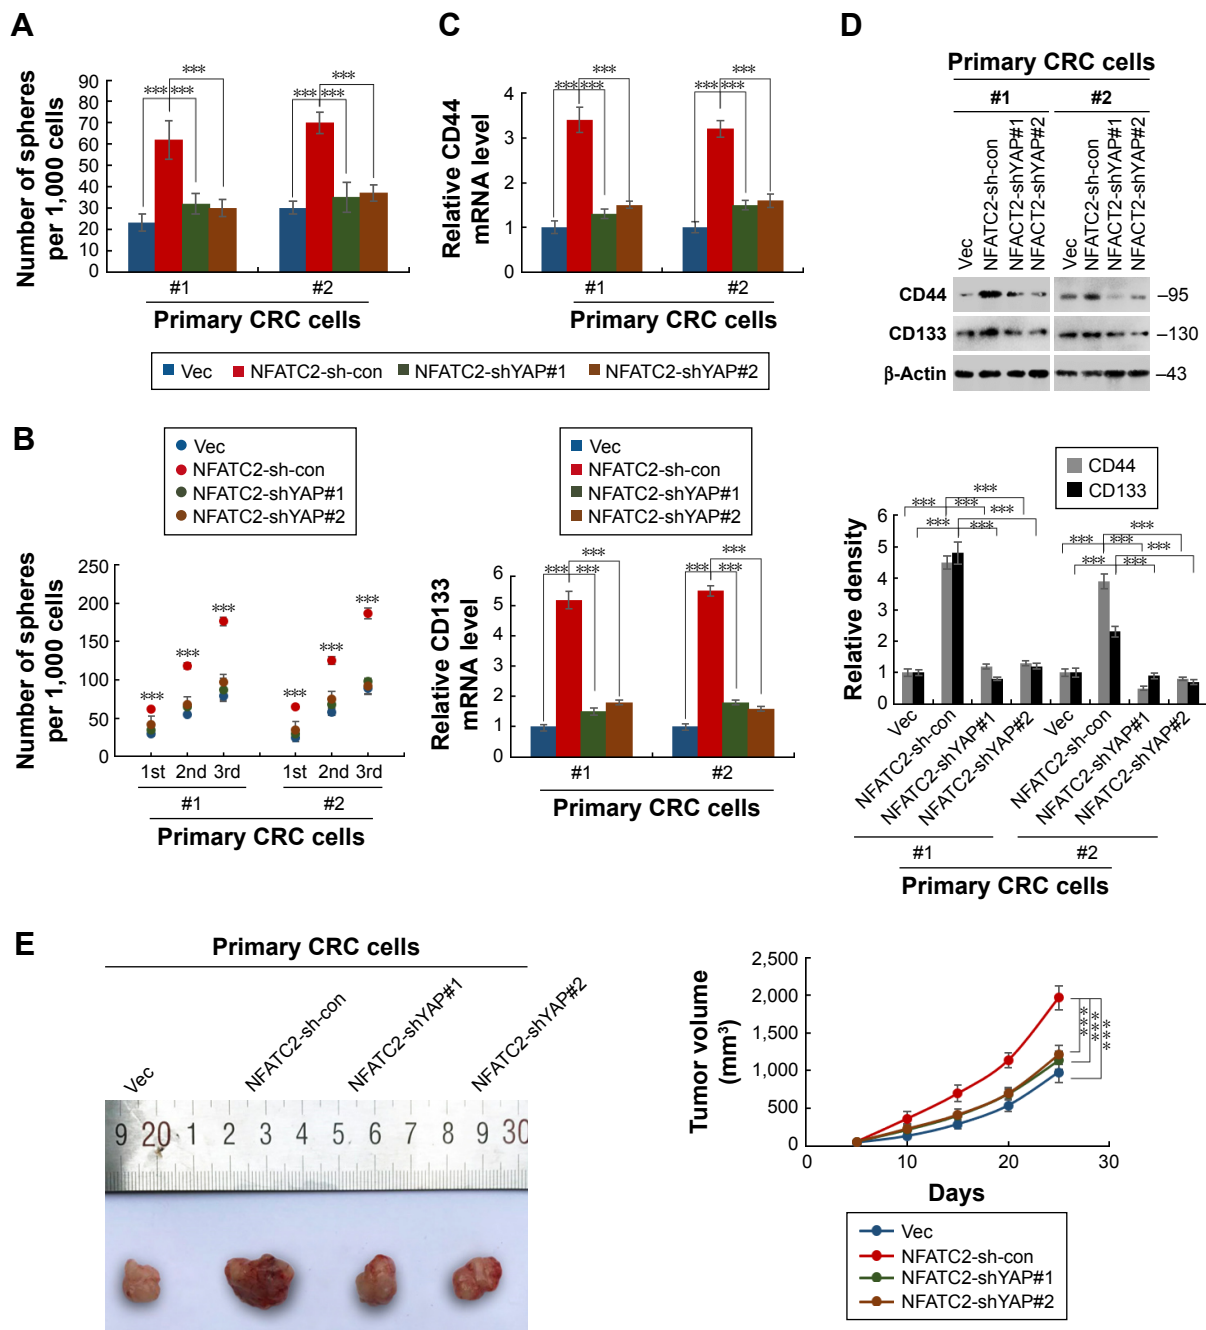 A
Number of spheres
per 1,000 cells
90
80
70
60
50
40
30
20
10
0
*** ***
***
*** ***
***
#1
#2
Primary CRC cells
C
Relative CD44
mRNA level
4
3
2
1
0
*** ***
***
*** ***
***
#1
#2
Primary CRC cells
Vec
NFATC2-sh-con
NFATC2-shYAP#1
NFATC2-shYAP#2
D
Primary CRC cells
#1
#2
Vec
NFATC2-sh-con
NFACT2-shYAP#1
NFACT2-shYAP#2
Vec
NFATC2-sh-con
NFACT2-shYAP#1
NFACT2-shYAP#2
CD44
–95
CD133
–130
β-Actin
–43
B
Vec
NFATC2-sh-con
NFATC2-shYAP#1
NFATC2-shYAP#2
Number of spheres
per 1,000 cells
250
200
150
100
50
0
***
***
***
***
***
***
1st 2nd 3rd
1st 2nd 3rd
#1
#2
Primary CRC cells
Vec
NFATC2-sh-con
NFATC2-shYAP#1
NFATC2-shYAP#2
Relative CD133
mRNA level
6
5
4
3
2
1
0
*** ***
***
*** ***
***
#1
#2
Primary CRC cells
CD44
CD133
Relative density
6
5
4
3
2
1
0
***
*** ***
***
*** ***
***
*** ***
***
*** ***
Vec
NFATC2-sh-con
NFATC2-shYAP#1
NFATC2-shYAP#2
Vec
NFATC2-sh-con
NFATC2-shYAP#1
NFATC2-shYAP#2
#1
#2
Primary CRC cells
E
Primary CRC cells
Vec
NFATC2-sh-con
NFATC2-shYAP#1
NFATC2-shYAP#2
9 20 1 2 3 4 5 6 7 8 9 30
Tumor volume
(mm³)
2,500
2,000
1,500
1,000
500
0
0 10 20 30
Days
***
***
***
Vec
NFATC2-sh-con
NFATC2-shYAP#1
NFATC2-shYAP#2